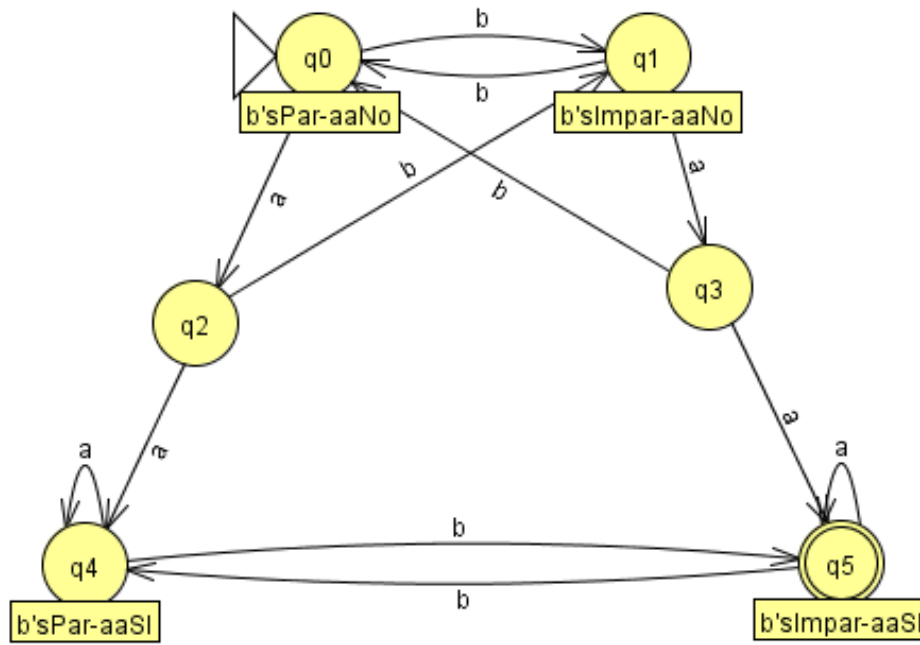 b
q0
q1
b
b'sPar-aaNo
b'sImpar-aaNo
a
b
b
a
q2
q3
a
a
a
a
b
q4
q5
b
b'sPar-aaSI
b'sImpar-aaSI